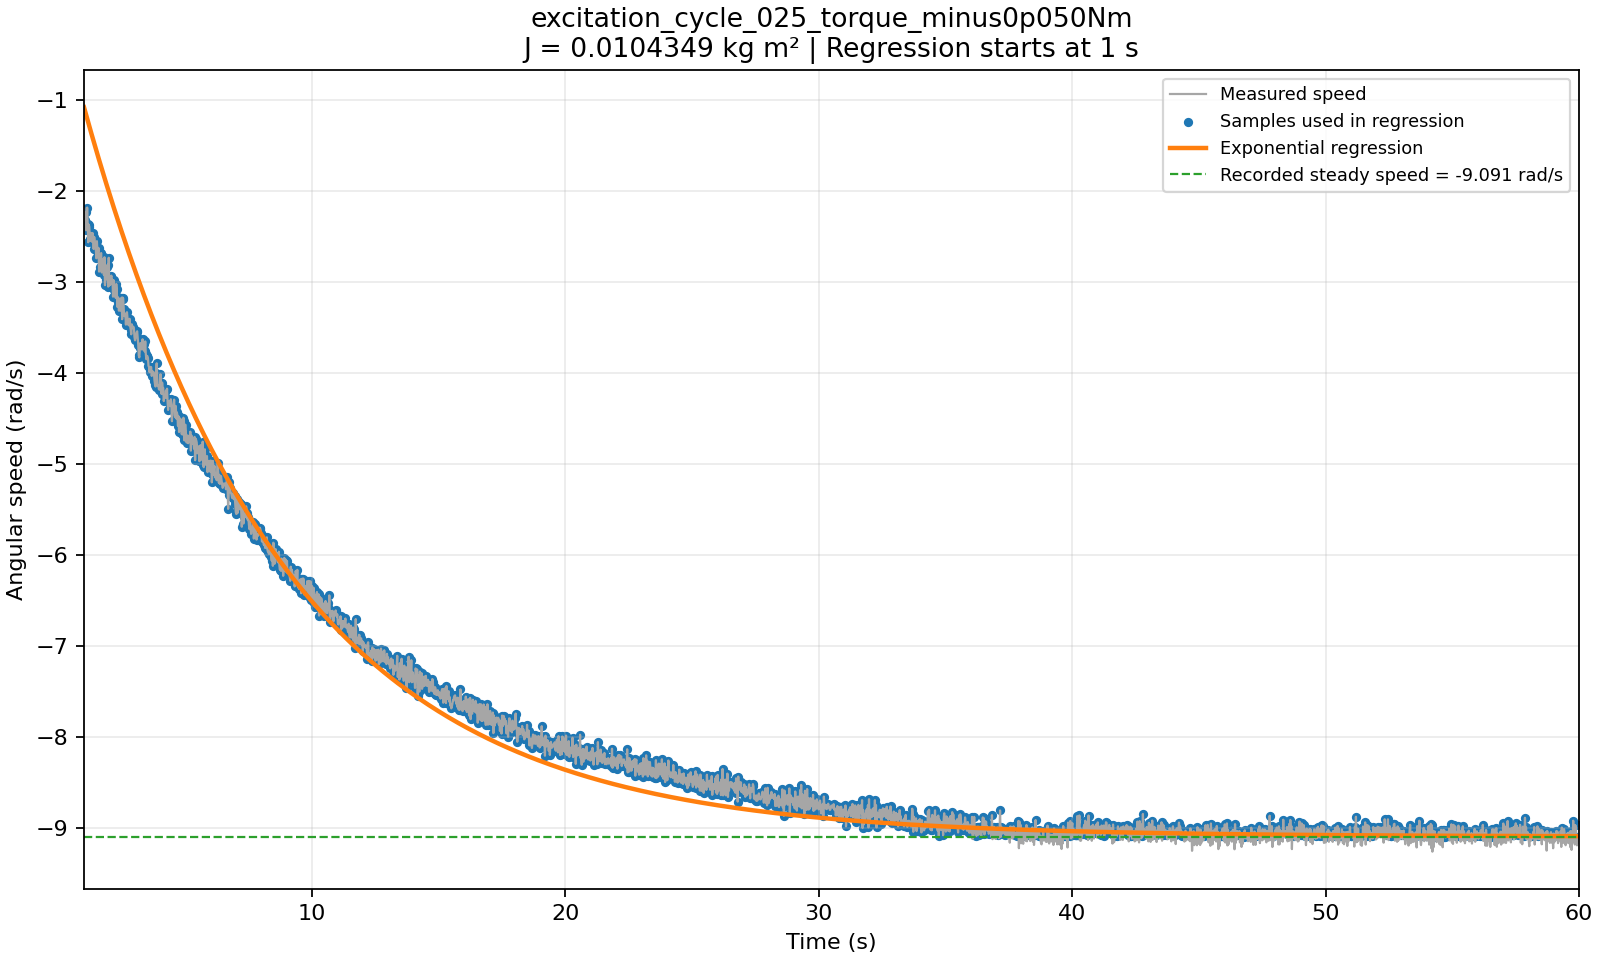 excitation_cycle_025_torque_minus0p050Nm
J = 0.0104349 kg m² | Regression starts at 1 s
Measured speed
Samples used in regression
Exponential regression
Recorded steady speed = -9.091 rad/s
Angular speed (rad/s)
−1
−2
−3
−4
−5
−6
−7
−8
−9
10
20
30
40
50
60
Time (s)